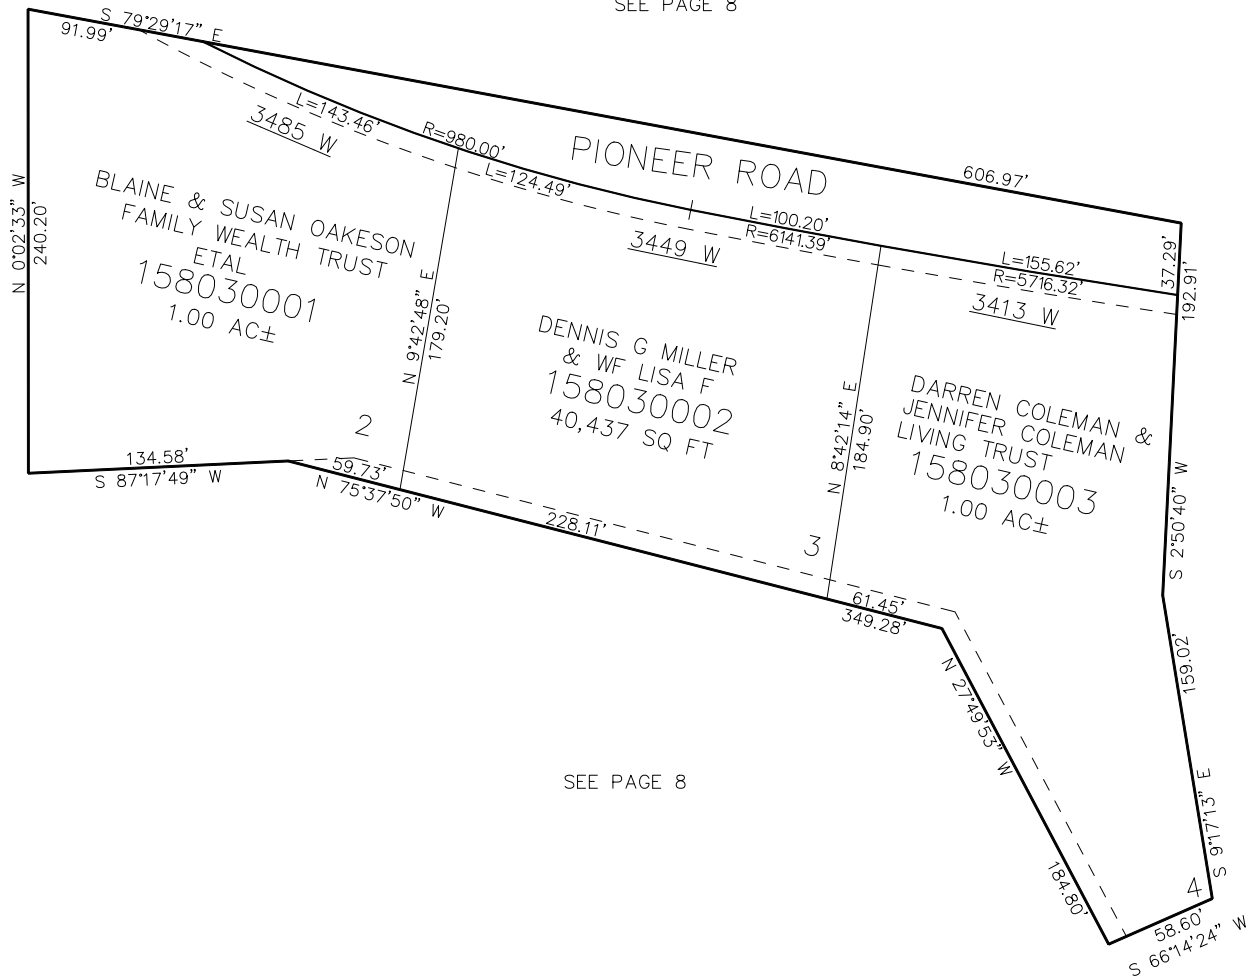 SEE PAGE 8
S 79°29'17" E
91.99'
L=143.46'
3485 W
R=980.00'
L=124.49'
PIONEER ROAD
606.97'
L=100.20'
R=6141.39'
3449 W
L=155.62'
R=5716.32'
3413 W
37.29'
192.91'
N 0°02'33" W
240.20'
BLAINE & SUSAN OAKESON
FAMILY WEALTH TRUST
ETAL
158030001
1.00 AC±
N 9°42'48" E
179.20'
DENNIS G MILLER
& WF LISA F
158030002
40,437 SQ FT
N 8°42'14" E
184.90'
DARREN COLEMAN &
JENNIFER COLEMAN
LIVING TRUST
158030003
1.00 AC±
S 2°50'40" W
2
134.58'
S 87°17'49" W
59.73'
N 75°37'50" W
228.11'
3
61.45'
349.28'
N 27°49'53" W
184.80'
159.02'
S 9°17'13" E
4
58.60'
S 66°14'24" W
SEE PAGE 8